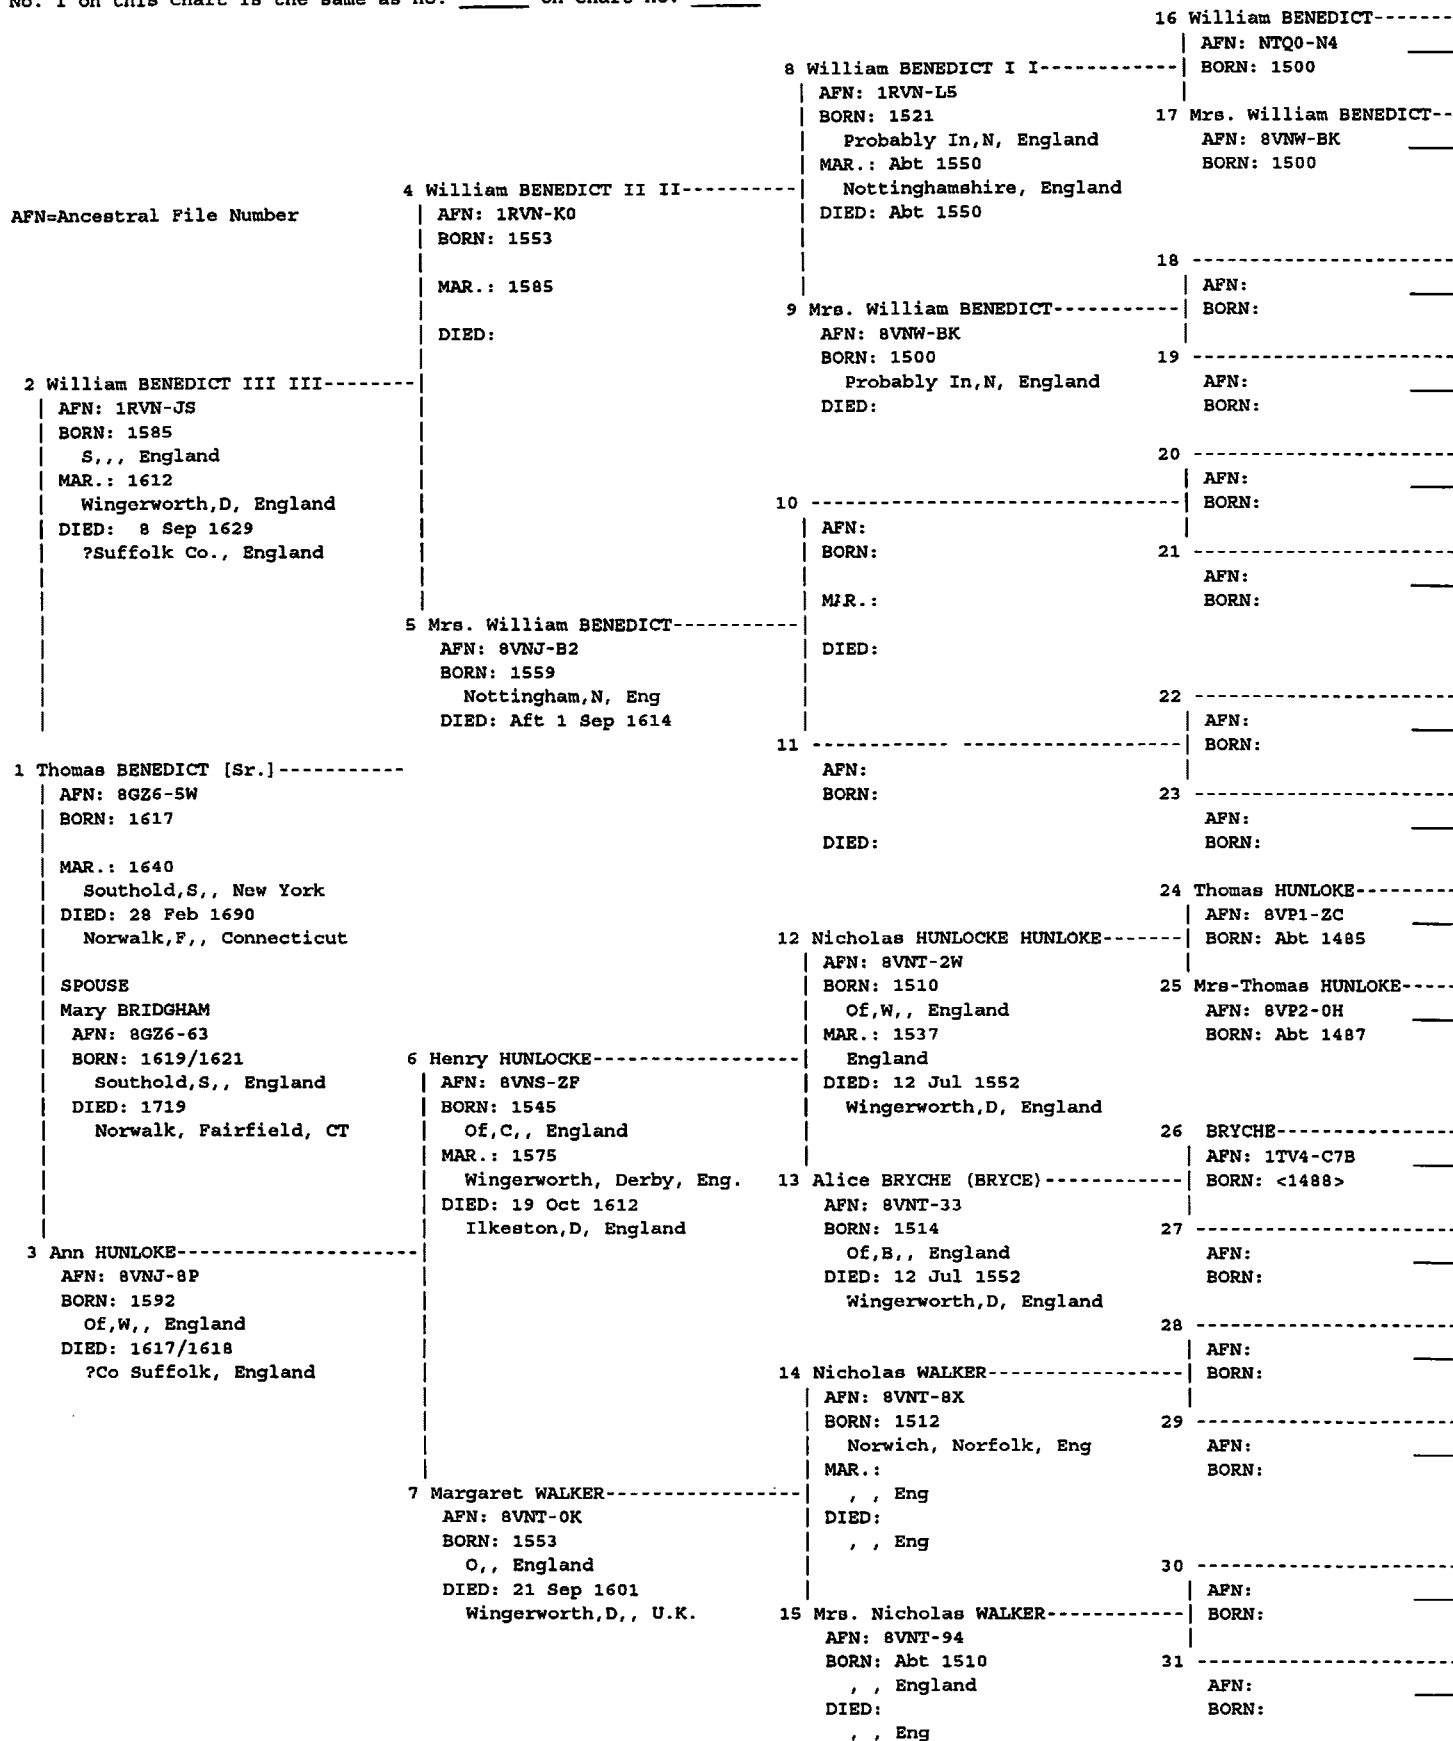 No. 1 on this chart is the same as no. _____ on chart no. _____
16 William BENEDICT-------
AFN: NTQ0-N4
BORN: 1500
8 William BENEDICT I I------------
AFN: 1RVN-L5
BORN: 1521
Probably In,N, England
MAR.: Abt 1550
Nottinghamshire, England
DIED: Abt 1550
17 Mrs. William BENEDICT--
AFN: 8VNW-BK
BORN: 1500
4 William BENEDICT II II----------
AFN: 1RVN-K0
BORN: 1553
MAR.: 1585
DIED:
AFN=Ancestral File Number
18 ----------------------
AFN:
BORN:
9 Mrs. William BENEDICT-----------
AFN: 8VNW-BK
BORN: 1500
Probably In,N, England
DIED:
19 ----------------------
AFN:
BORN:
2 William BENEDICT III III--------
AFN: 1RVN-JS
BORN: 1585
S,,, England
MAR.: 1612
Wingerworth,D, England
DIED: 8 Sep 1629
?Suffolk Co., England
20 ----------------------
AFN:
BORN:
10 -------------------------------
AFN:
BORN:
MAR.:
DIED:
21 ----------------------
AFN:
BORN:
5 Mrs. William BENEDICT-----------
AFN: 8VNJ-B2
BORN: 1559
Nottingham,N, Eng
DIED: Aft 1 Sep 1614
22 ----------------------
AFN:
BORN:
11 ------------ ------------------
AFN:
BORN:
DIED:
23 ----------------------
AFN:
BORN:
1 Thomas BENEDICT [Sr.]-----------
AFN: 8GZ6-5W
BORN: 1617
MAR.: 1640
Southold,S,, New York
DIED: 28 Feb 1690
Norwalk,F,, Connecticut
SPOUSE
Mary BRIDGHAM
AFN: 8GZ6-63
BORN: 1619/1621
Southold,S,, England
DIED: 1719
Norwalk, Fairfield, CT
24 Thomas HUNLOKE--------
AFN: 8VP1-ZC
BORN: Abt 1485
12 Nicholas HUNLOCKE HUNLOKE-------
AFN: 8VNT-2W
BORN: 1510
Of,W,, England
MAR.: 1537
England
DIED: 12 Jul 1552
Wingerworth,D, England
25 Mrs-Thomas HUNLOKE-----
AFN: 8VP2-0H
BORN: Abt 1487
6 Henry HUNLOCKE-----------------
AFN: 8VNS-ZF
BORN: 1545
Of,C,, England
MAR.: 1575
Wingerworth, Derby, Eng.
DIED: 19 Oct 1612
Ilkeston,D, England
26 BRYCHE----------------
AFN: 1TV4-C7B
BORN: <1488>
13 Alice BRYCHE (BRYCE)------------
AFN: 8VNT-33
BORN: 1514
Of,B,, England
DIED: 12 Jul 1552
Wingerworth,D, England
27 ----------------------
AFN:
BORN:
3 Ann HUNLOKE--------------------
AFN: 8VNJ-8P
BORN: 1592
Of,W,, England
DIED: 1617/1618
?Co Suffolk, England
28 ----------------------
AFN:
BORN:
14 Nicholas WALKER----------------
AFN: 8VNT-8X
BORN: 1512
Norwich, Norfolk, Eng
MAR.:
, , Eng
DIED:
, , Eng
29 ----------------------
AFN:
BORN:
7 Margaret WALKER----------------
AFN: 8VNT-0K
BORN: 1553
O,, England
DIED: 21 Sep 1601
Wingerworth,D,, U.K.
30 ----------------------
AFN:
BORN:
15 Mrs. Nicholas WALKER------------
AFN: 8VNT-94
BORN: Abt 1510
, , England
DIED:
, , Eng
31 ----------------------
AFN:
BORN: